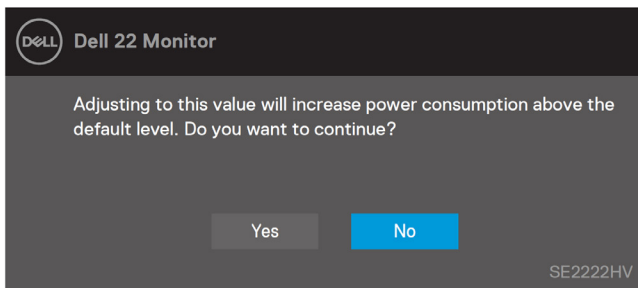 DELL Dell 22 Monitor
Adjusting to this value will increase power consumption above the
default level. Do you want to continue?
Yes No
SE2222HV